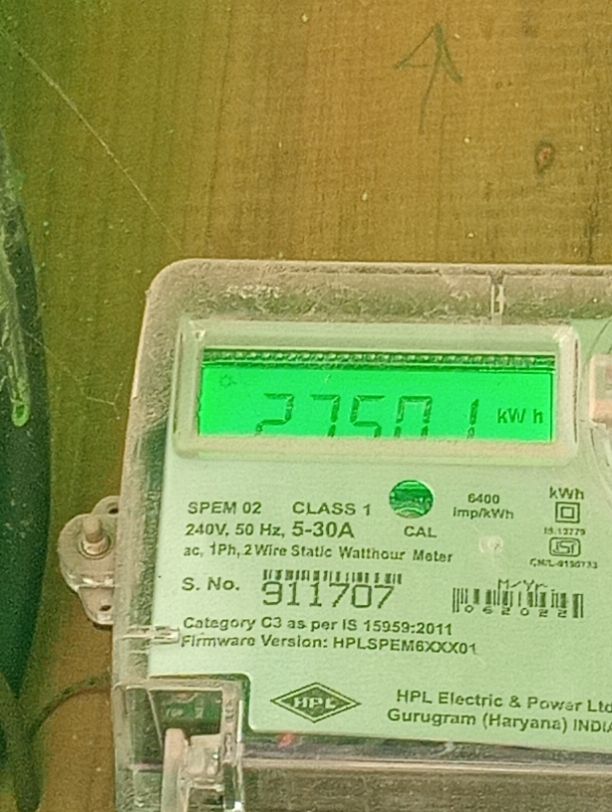 27501 kWh
SPEM 02 CLASS 1 6400 imp/kWh kWh
240V, 50 Hz, 5-30A CAL IS 13779
ac, 1Ph, 2 Wire Static Watthour Meter
S. No. 911707
M/Yr.
062022
Category C3 as per IS 15959:2011
Firmware Version: HPLSPEM6XXX01
HPL
HPL Electric & Power Ltd
Gurugram (Haryana) INDIA